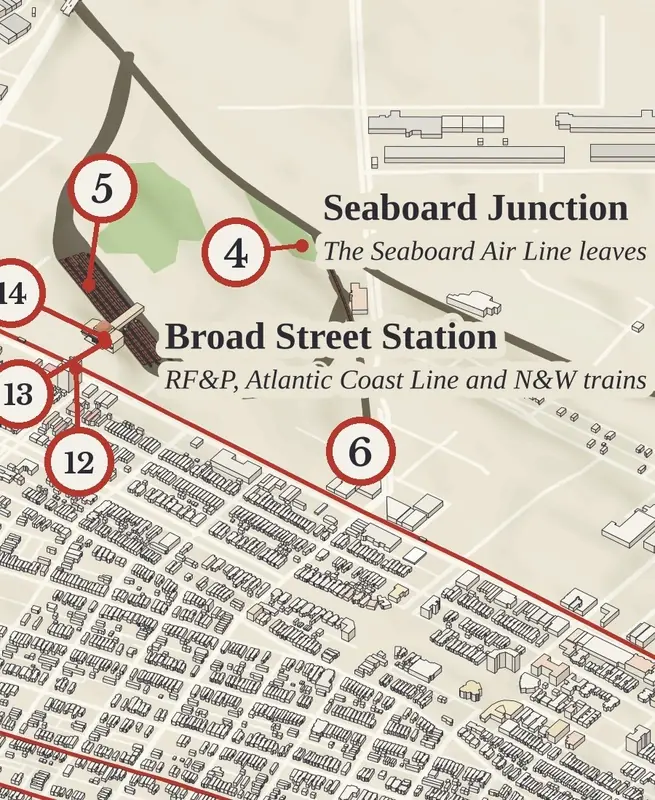 5
Seaboard Junction
4
The Seaboard Air Line leaves
14
Broad Street Station
RF&P, Atlantic Coast Line and N&W trains
13
6
12